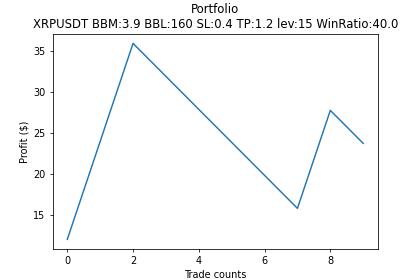 Portfolio
XRPUSDT BBM:3.9 BBL:160 SL:0.4 TP:1.2 lev:15 WinRatio:40.0
35
30
25
20
15
Profit ($)
0 2 4 6 8
Trade counts